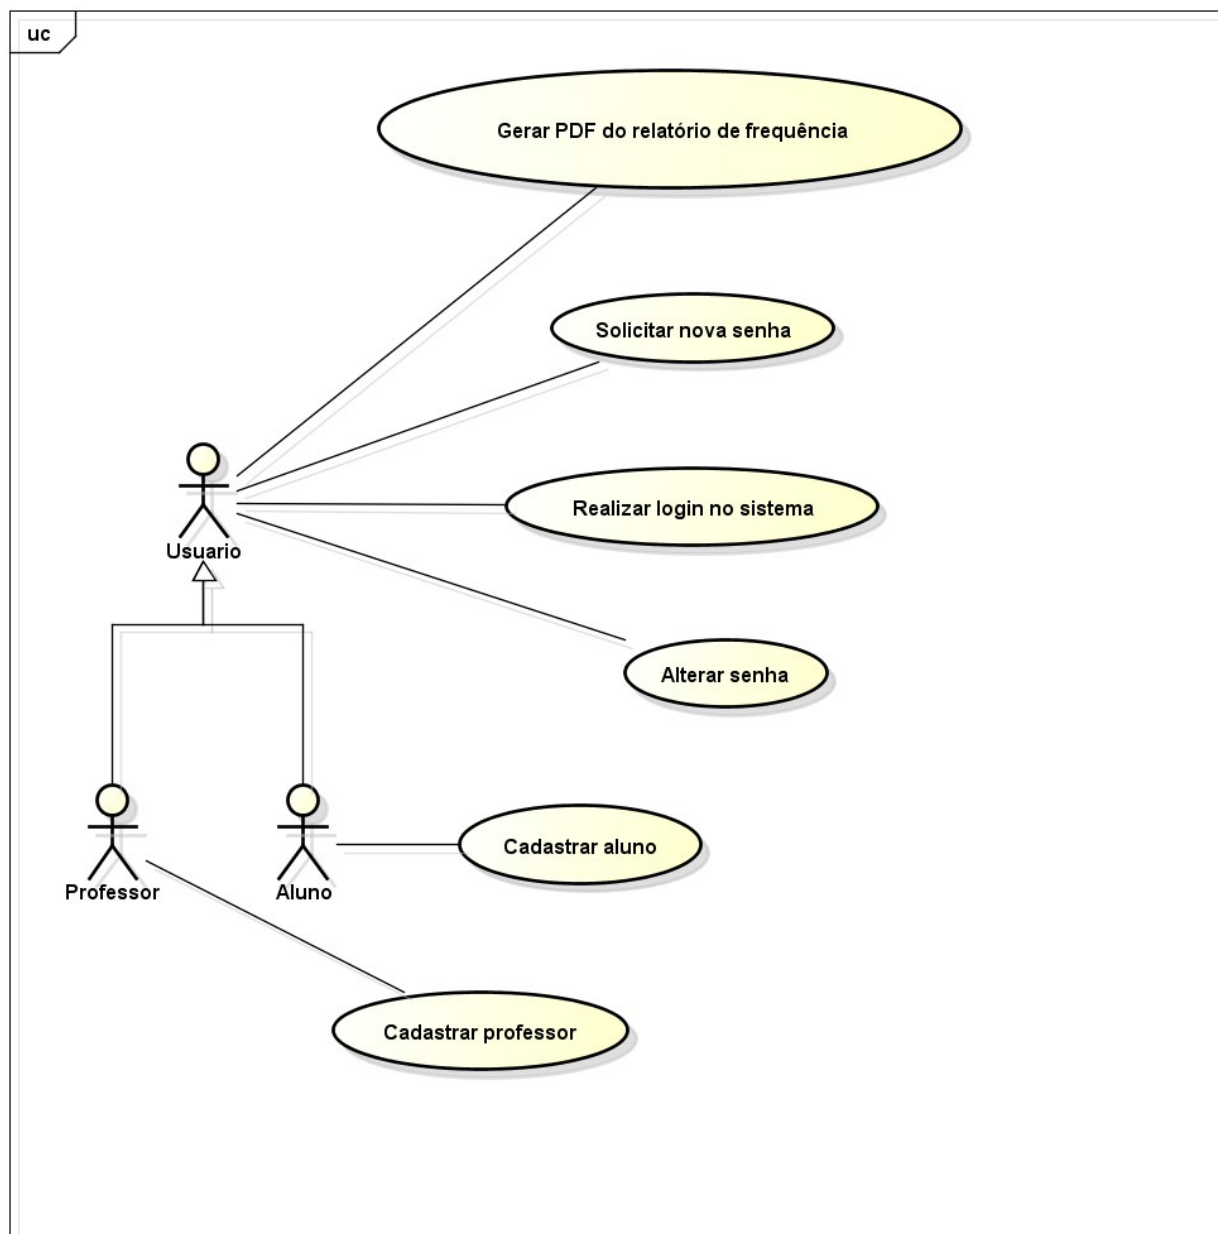 uc
Gerar PDF do relatório de frequência
Solicitar nova senha
Realizar login no sistema
Usuario
Alterar senha
Cadastrar aluno
Professor
Aluno
Cadastrar professor